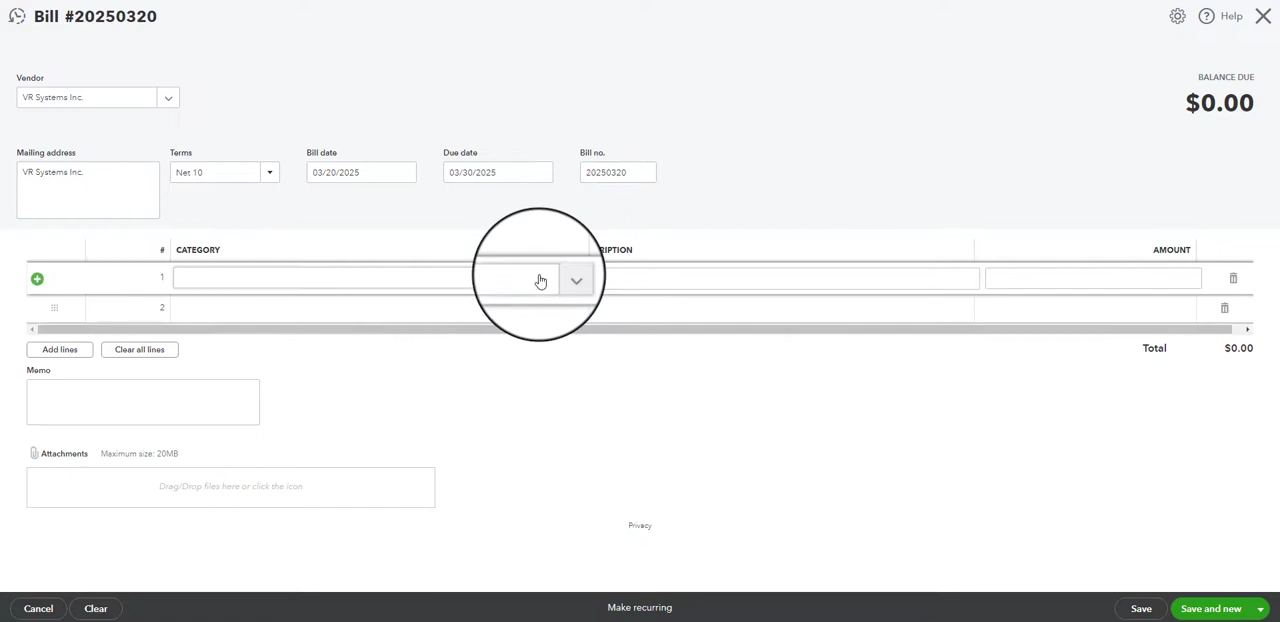 Bill #20250320
Help
Vendor
BALANCE DUE
VR Systems Inc.
$0.00
Mailing address
Terms
Bill date
Due date
Bill no.
VR Systems Inc.
Net 10
03/20/2025
03/30/2025
20250320
# CATEGORY
RIPTION
AMOUNT
1
2
Add lines
Clear all lines
Total
$0.00
Memo
Attachments
Maximum size: 20MB
Drag/Drop files here or click the icon
Privacy
Cancel
Clear
Make recurring
Save
Save and new